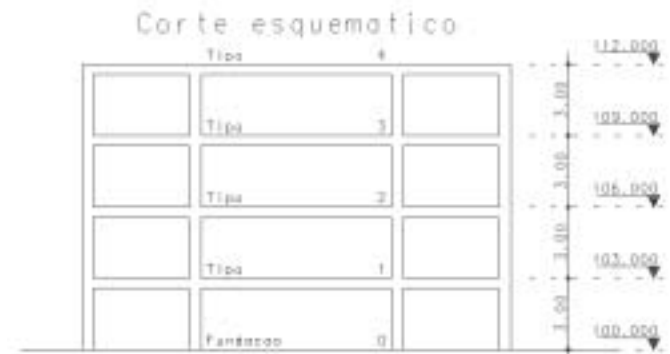 Corte esquematico
Tipo 4 112.000
3.00
Tipo 3 109.000
3.00
Tipo 2 106.000
3.00
Tipo 1 103.000
3.00
Fundacao 0 100.000